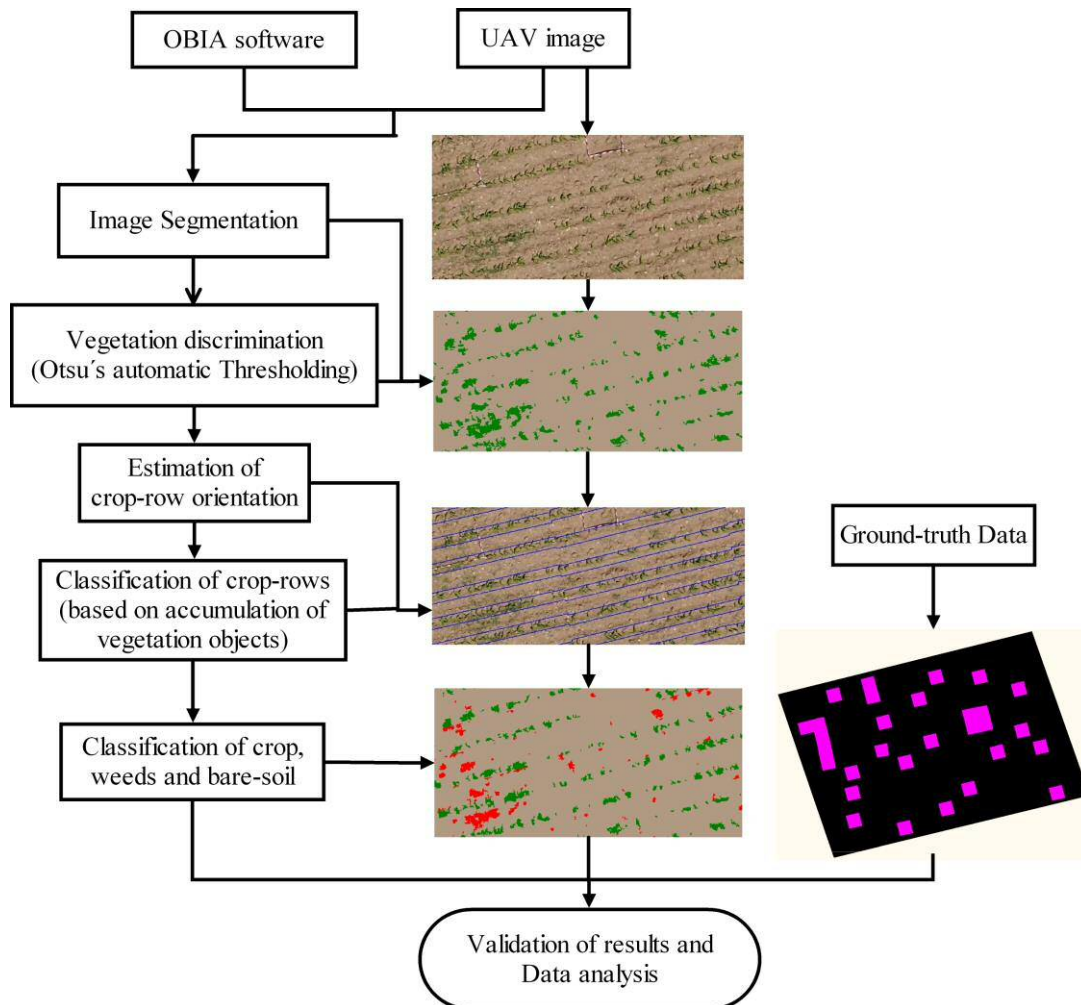 OBIA software
UAV image
Image Segmentation
Vegetation discrimination
(Otsu´s automatic Thresholding)
Estimation of
crop-row orientation
Ground-truth Data
Classification of crop-rows
(based on accumulation of
vegetation objects)
Classification of crop,
weeds and bare-soil
Validation of results and
Data analysis